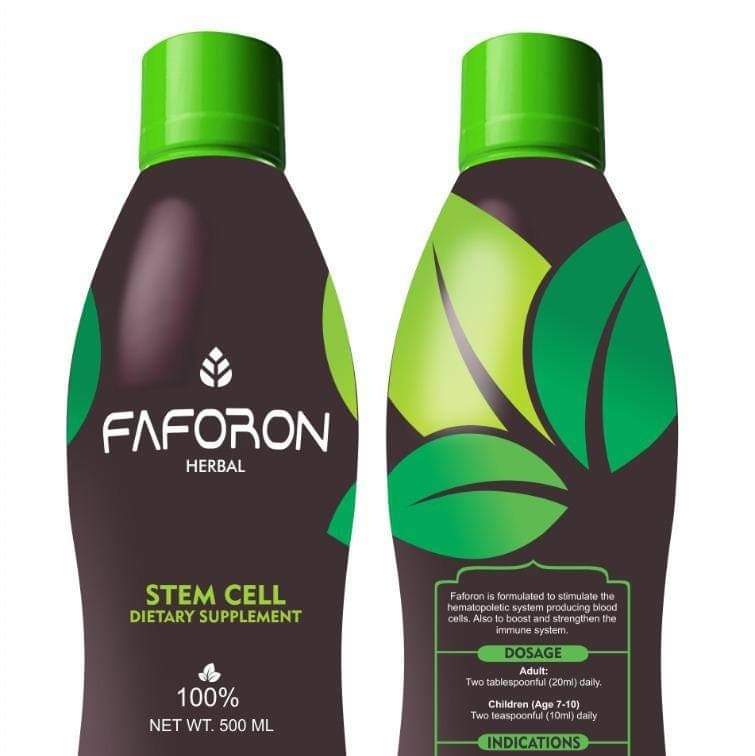 FAFORON
HERBAL
STEM CELL
DIETARY SUPPLEMENT
100%
NET WT. 500 ML
Faforon is formulated to stimulate the
hematopoletic system producing blood
cells. Also to boost and strengthen the
immune system.
DOSAGE
Adult:
Two tablespoonful (20ml) daily.
Children (Age 7-10)
Two teaspoonful (10ml) daily
INDICATIONS